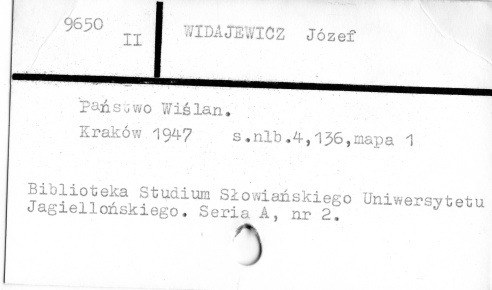 9650
II
WIDAJEWICZ Józef
Państwo Wiślan.
Kraków 1947 s.nlb.4,136,mapa 1
Biblioteka Studium Słowiańskiego Uniwersytetu
Jagiellońskiego. Seria A, nr 2.